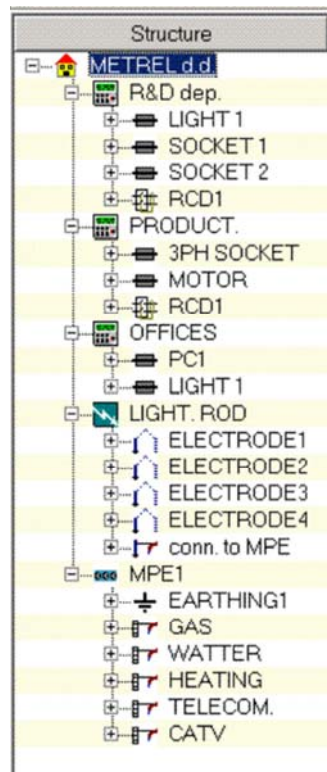 Structure
METREL d.d.
R&D dep.
LIGHT 1
SOCKET 1
SOCKET 2
RCD1
PRODUCT.
3PH SOCKET
MOTOR
RCD1
OFFICES
PC1
LIGHT 1
LIGHT. ROD
ELECTRODE1
ELECTRODE2
ELECTRODE3
ELECTRODE4
conn. to MPE
MPE1
EARTHING1
GAS
WATTER
HEATING
TELECOM.
CATV